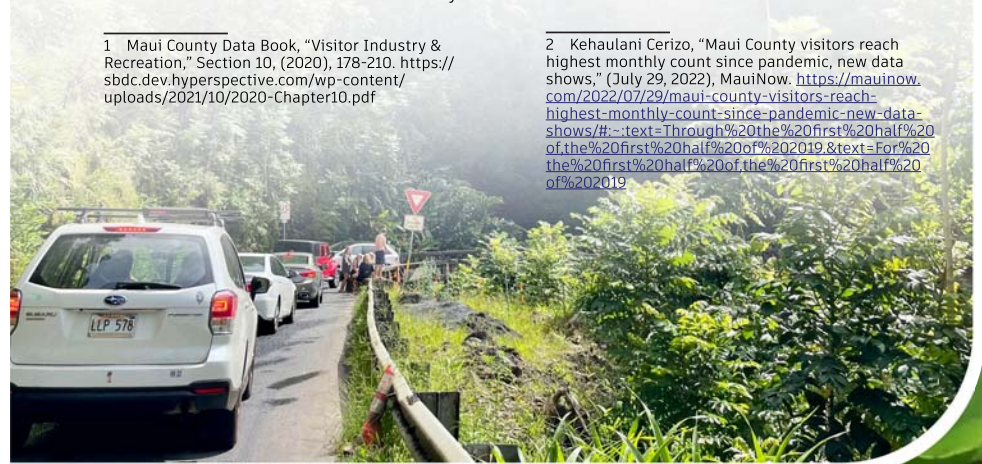 1 Maui County Data Book, “Visitor Industry &
Recreation,” Section 10, (2020), 178-210. https://
sbdc.dev.hyperspective.com/wp-content/
uploads/2021/10/2020-Chapter10.pdf
2 Kehaulani Cerizo, “Maui County visitors reach
highest monthly count since pandemic, new data
shows,” (July 29, 2022), MauiNow. https://mauinow.
com/2022/07/29/maui-county-visitors-reach-
highest-monthly-count-since-pandemic-new-data-
shows/#:~:text=Through%20the%20first%20half%20
of,the%20first%20half%20of%202019.&text=For%20
the%20first%20half%20of,the%20first%20half%20
of%202019
SUBARU
LLP 578